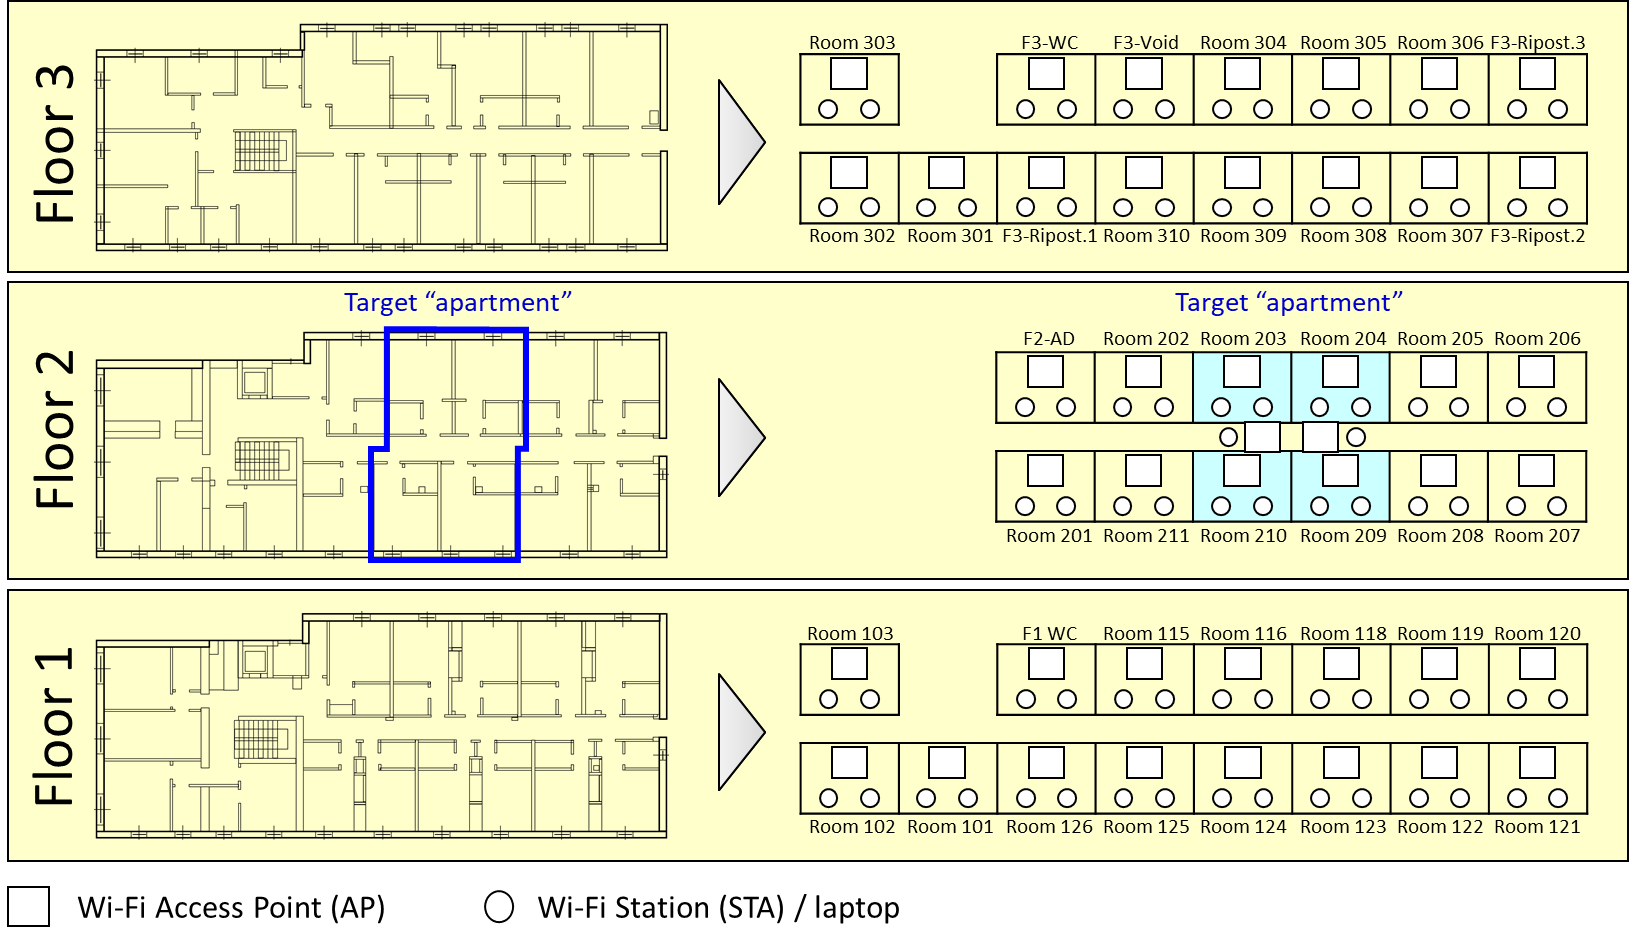 Floor 3
Room 303
F3-WC
F3-Void
Room 304
Room 305
Room 306
F3-Ripost.3
Room 302
Room 301
F3-Ripost.1
Room 310
Room 309
Room 308
Room 307
F3-Ripost.2
Floor 2
Target “apartment”
Target “apartment”
F2-AD
Room 202
Room 203
Room 204
Room 205
Room 206
Room 201
Room 211
Room 210
Room 209
Room 208
Room 207
Floor 1
Room 103
F1 WC
Room 115
Room 116
Room 118
Room 119
Room 120
Room 102
Room 101
Room 126
Room 125
Room 124
Room 123
Room 122
Room 121
Wi-Fi Access Point (AP)
Wi-Fi Station (STA) / laptop